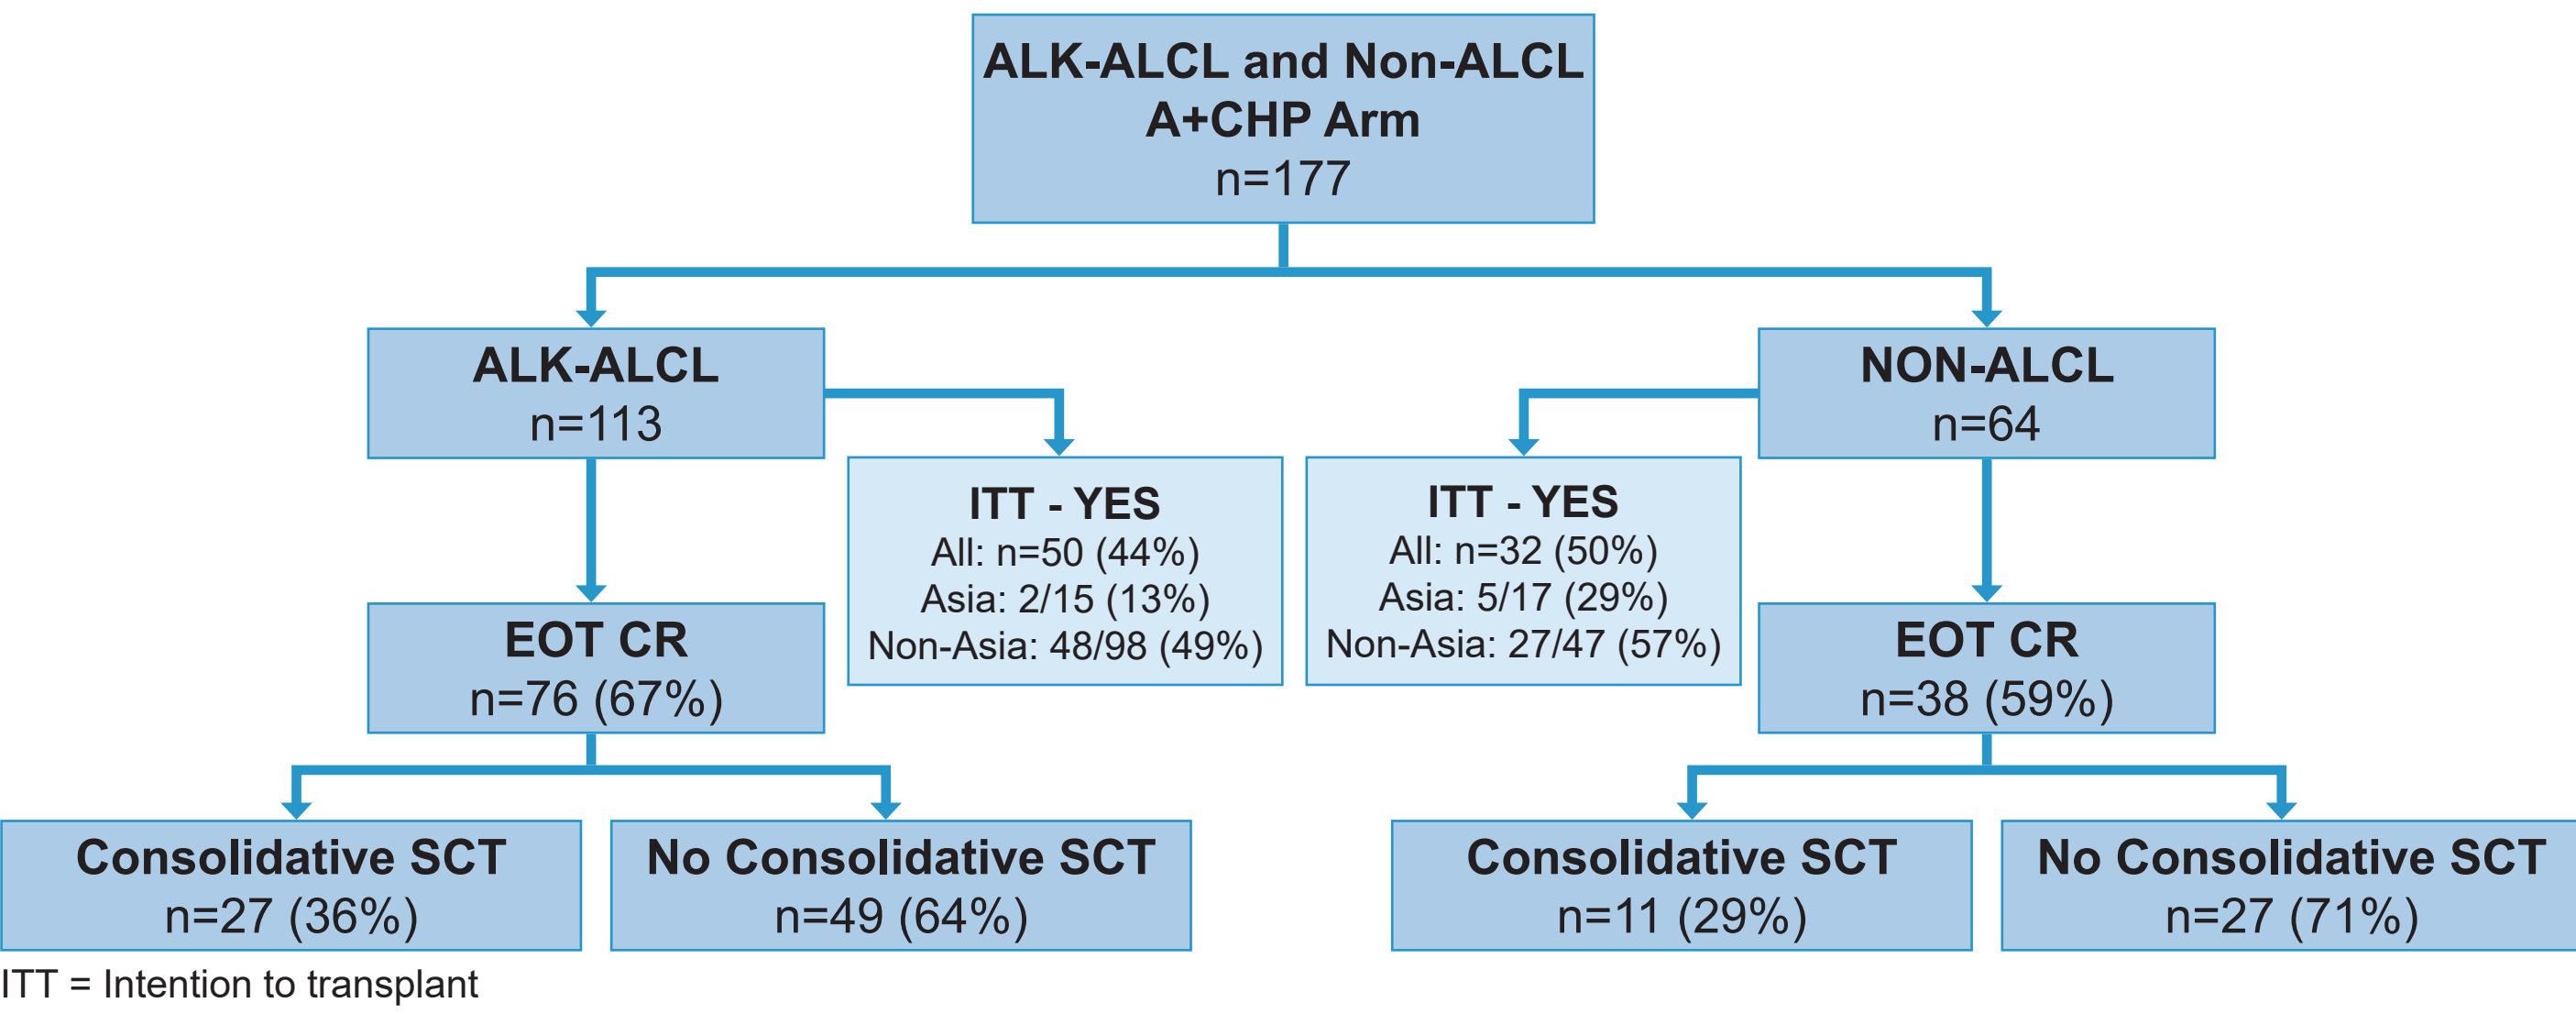 ALK-ALCL and Non-ALCL
A+CHP Arm
n=177
ALK-ALCL
n=113
NON-ALCL
n=64
ITT - YES
All: n=50 (44%)
Asia: 2/15 (13%)
Non-Asia: 48/98 (49%)
ITT - YES
All: n=32 (50%)
Asia: 5/17 (29%)
Non-Asia: 27/47 (57%)
EOT CR
n=76 (67%)
EOT CR
n=38 (59%)
Consolidative SCT
n=27 (36%)
No Consolidative SCT
n=49 (64%)
Consolidative SCT
n=11 (29%)
No Consolidative SCT
n=27 (71%)
ITT = Intention to transplant